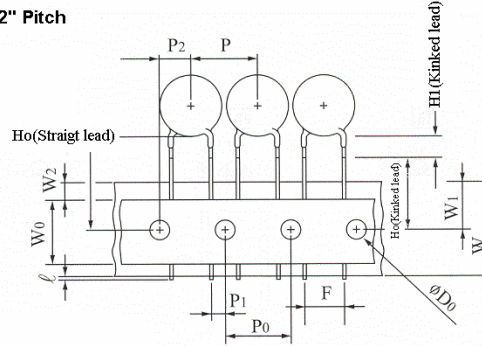 2" Pitch
P2
P
H1(Kinked lead)
Ho(Straigt lead)
W2
W0
Ho(Kinked lead)
W1
W
ℓ
P1
P0
F
øD0